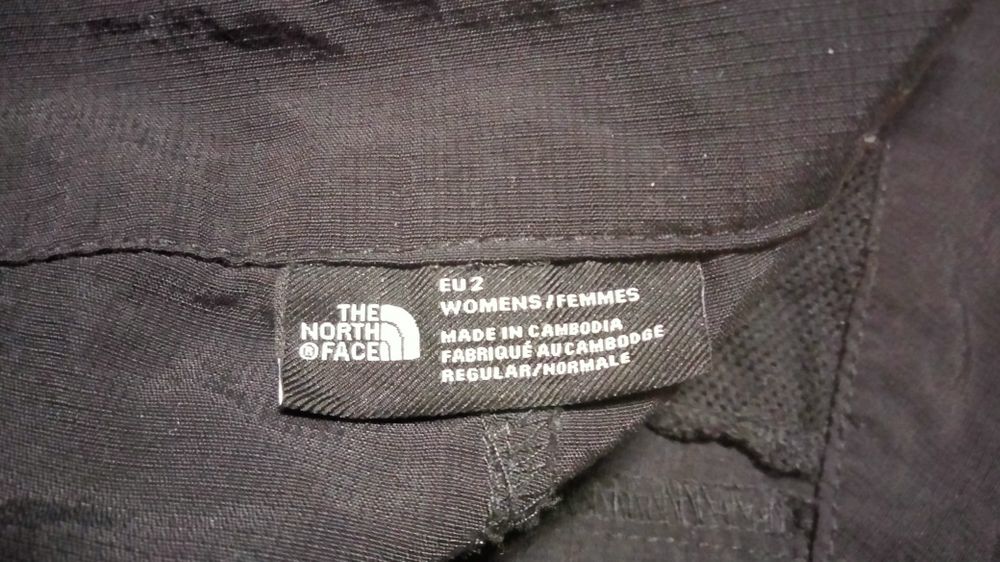 THE
NORTH
® FACE
EU 2
WOMENS/FEMMES
MADE IN CAMBODIA
FABRIQUÉ AU CAMBODGE
REGULAR/NORMALE